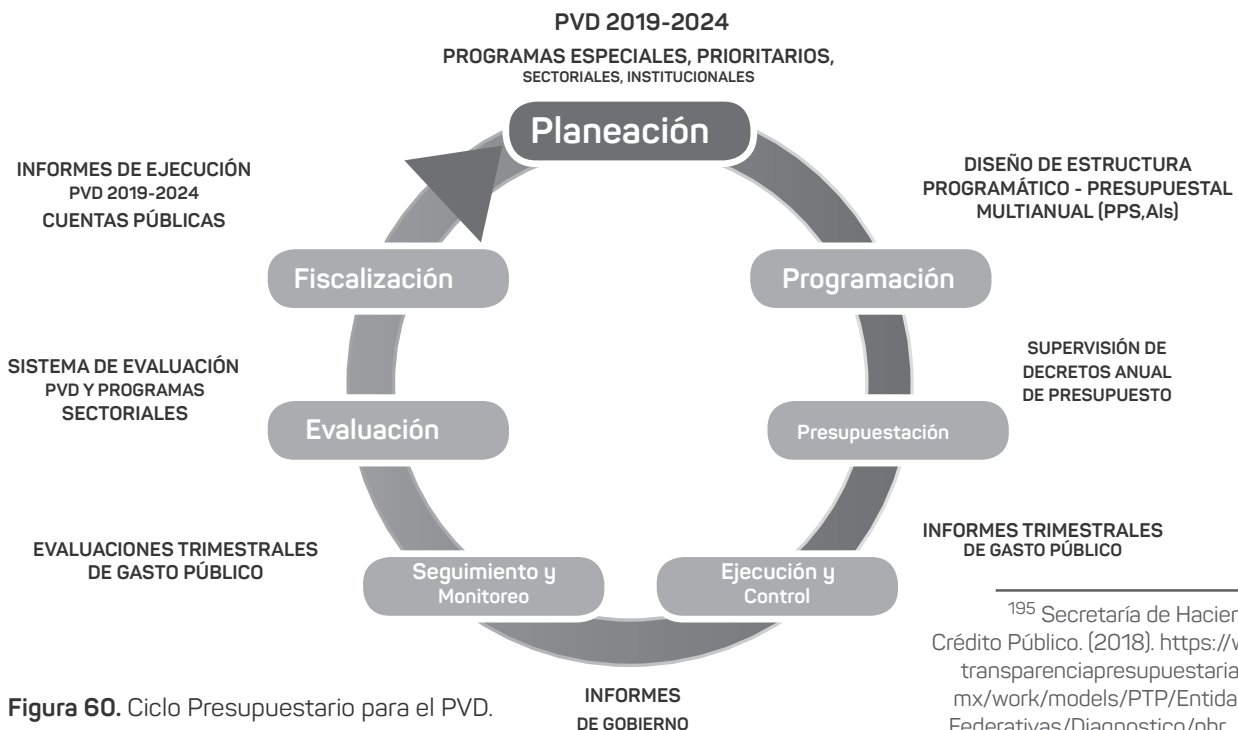 PVD 2019-2024
PROGRAMAS ESPECIALES, PRIORITARIOS,
SECTORIALES, INSTITUCIONALES
Planeación
INFORMES DE EJECUCIÓN
PVD 2019-2024
CUENTAS PÚBLICAS
DISEÑO DE ESTRUCTURA
PROGRAMÁTICO - PRESUPUESTAL
MULTIANUAL (PPS,AIs)
Fiscalización
Programación
SISTEMA DE EVALUACIÓN
PVD Y PROGRAMAS
SECTORIALES
SUPERVISIÓN DE
DECRETOS ANUAL
DE PRESUPUESTO
Evaluación
Presupuestación
EVALUACIONES TRIMESTRALES
DE GASTO PÚBLICO
INFORMES TRIMESTRALES
DE GASTO PÚBLICO
Seguimiento y
Monitoreo
Ejecución y
Control
INFORMES
DE GOBIERNO
Figura 60. Ciclo Presupuestario para el PVD.
195 Secretaría de Hacien
Crédito Público. (2018). https://w
transparenciapresupuestaria
mx/work/models/PTP/Entida
Federativas/Diagnostico/pbr